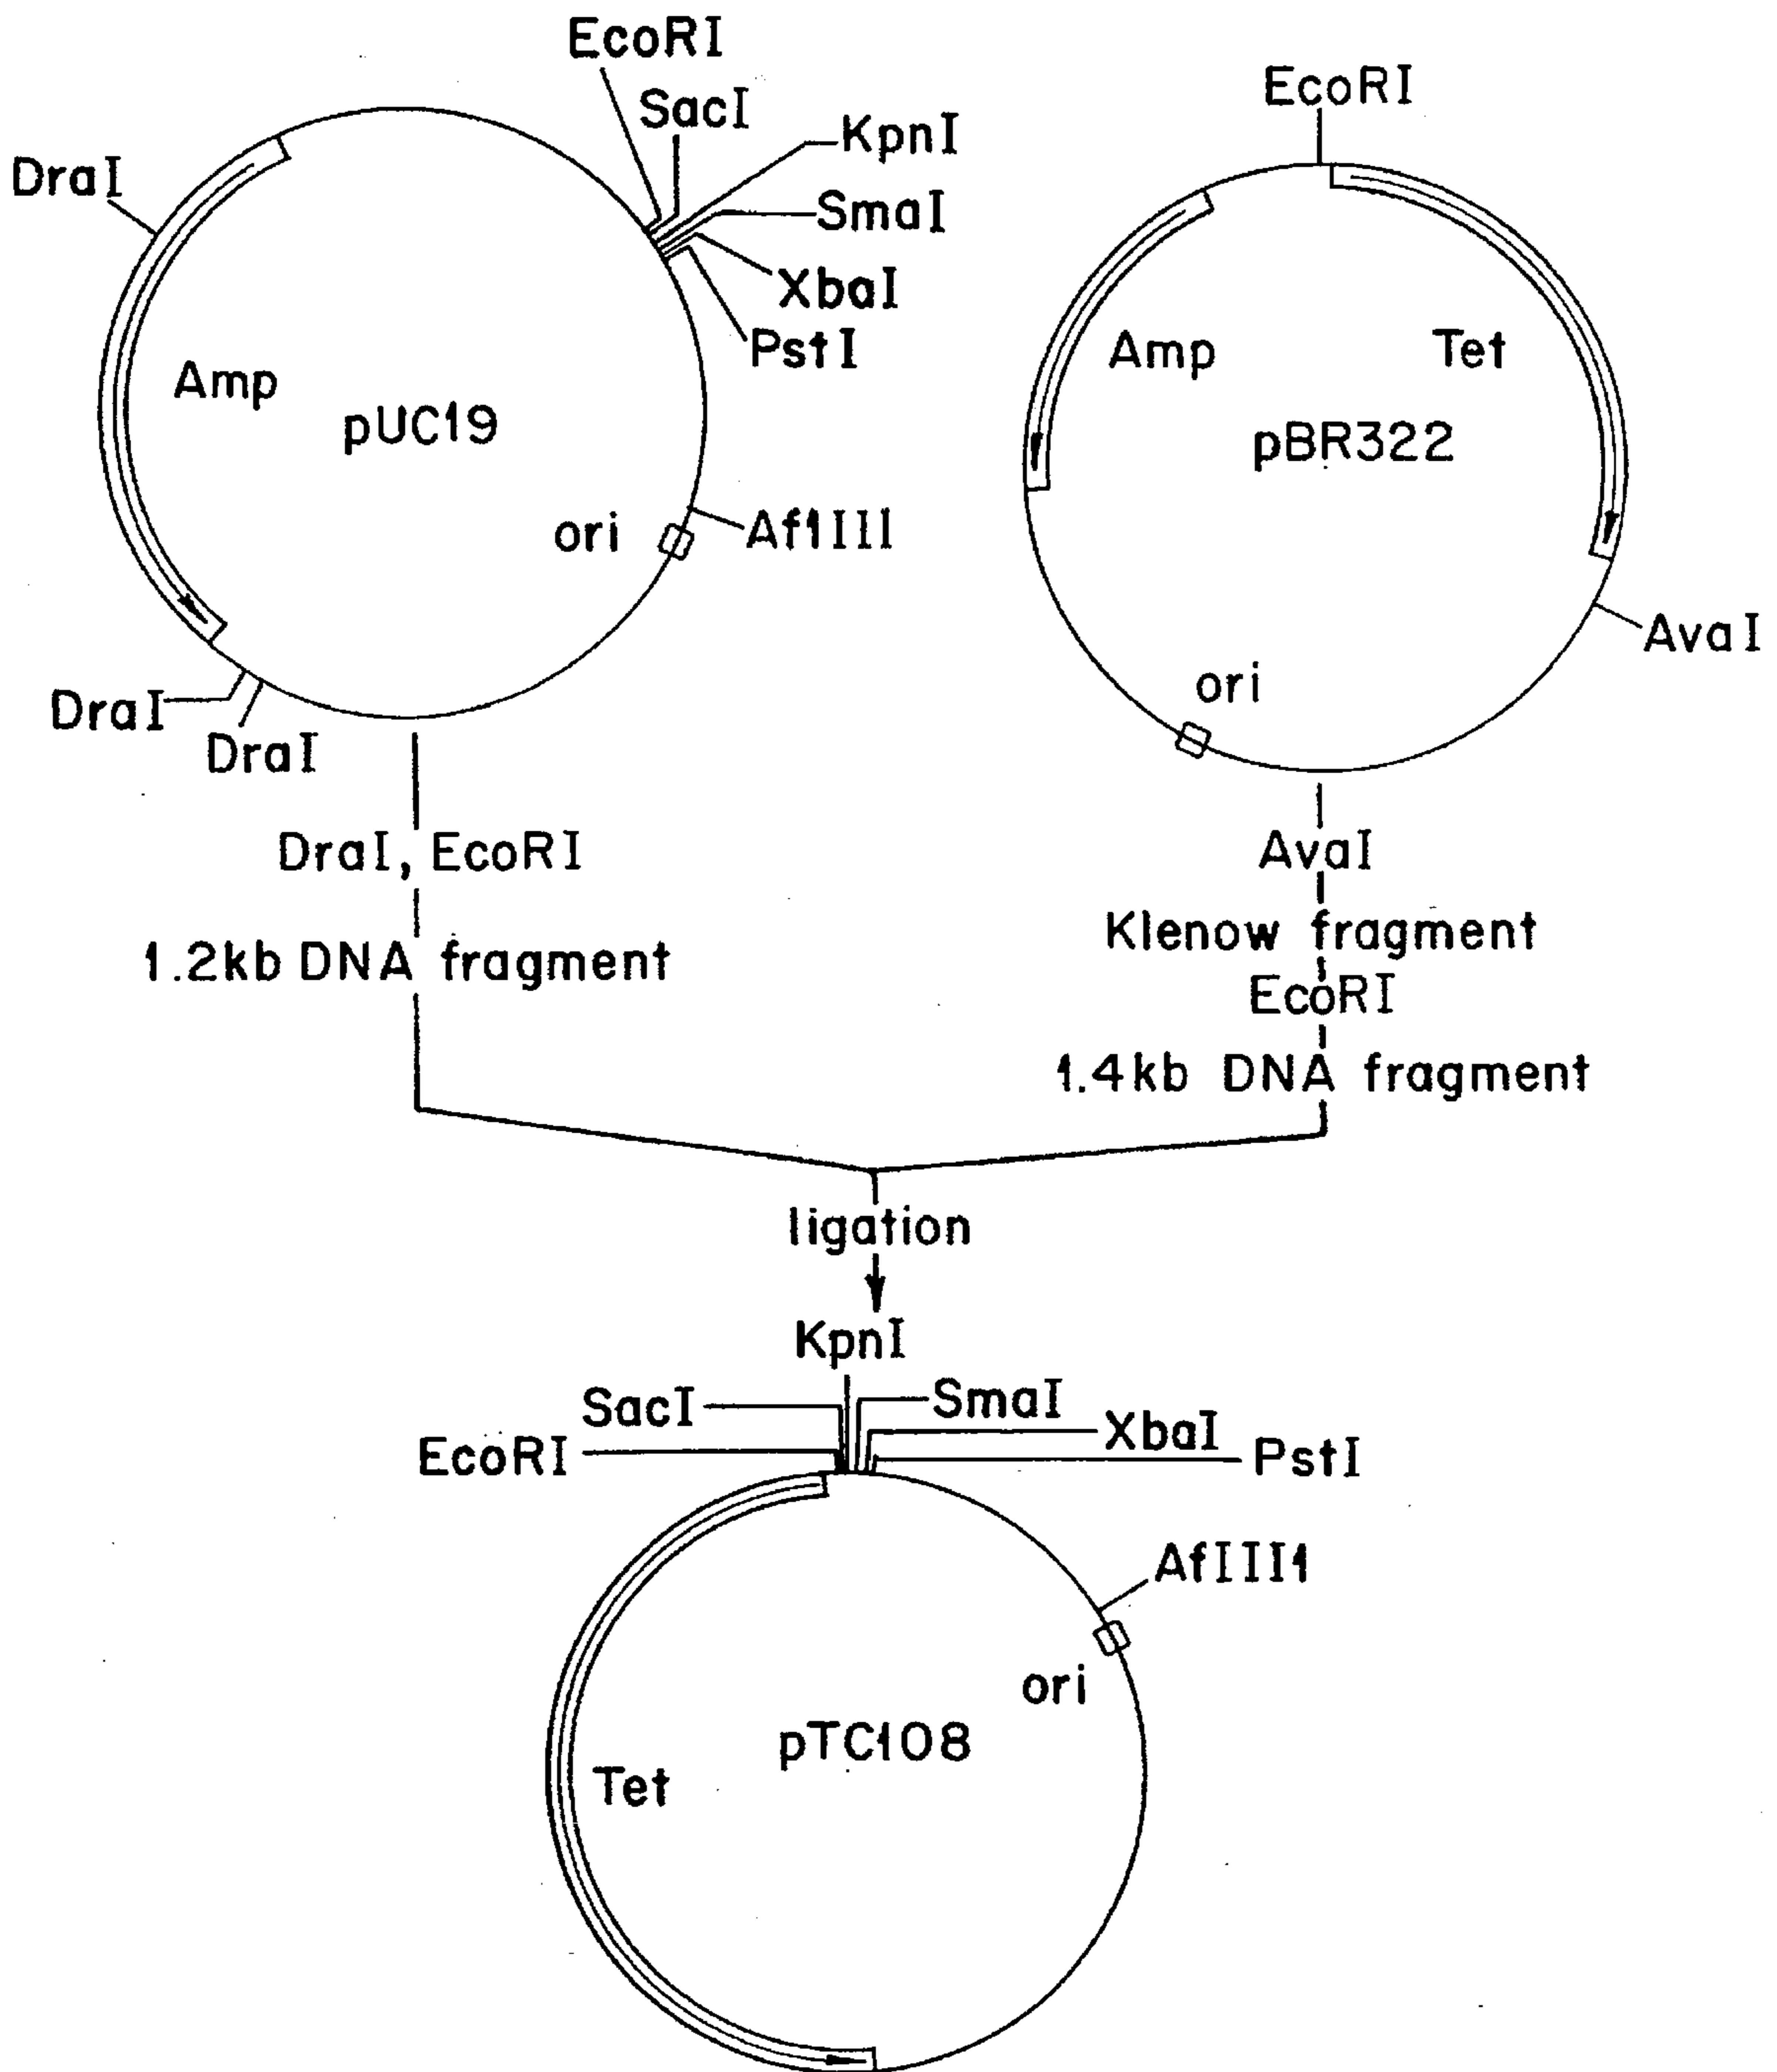 EcoRI
SacI
KpnI
SmaI
XbaI
PstI
DraI
Amp
pUC19
ori
Af1III
DraI
DraI
EcoRI
Amp
Tet
pBR322
AvaI
ori
DraI, EcoRI
1.2kb DNA fragment
AvaI
Klenow fragment
EcoRI
1.4kb DNA fragment
ligation
KpnI
SacI
SmaI
XbaI
EcoRI
PstI
AfIII1
ori
pTC108
Tet